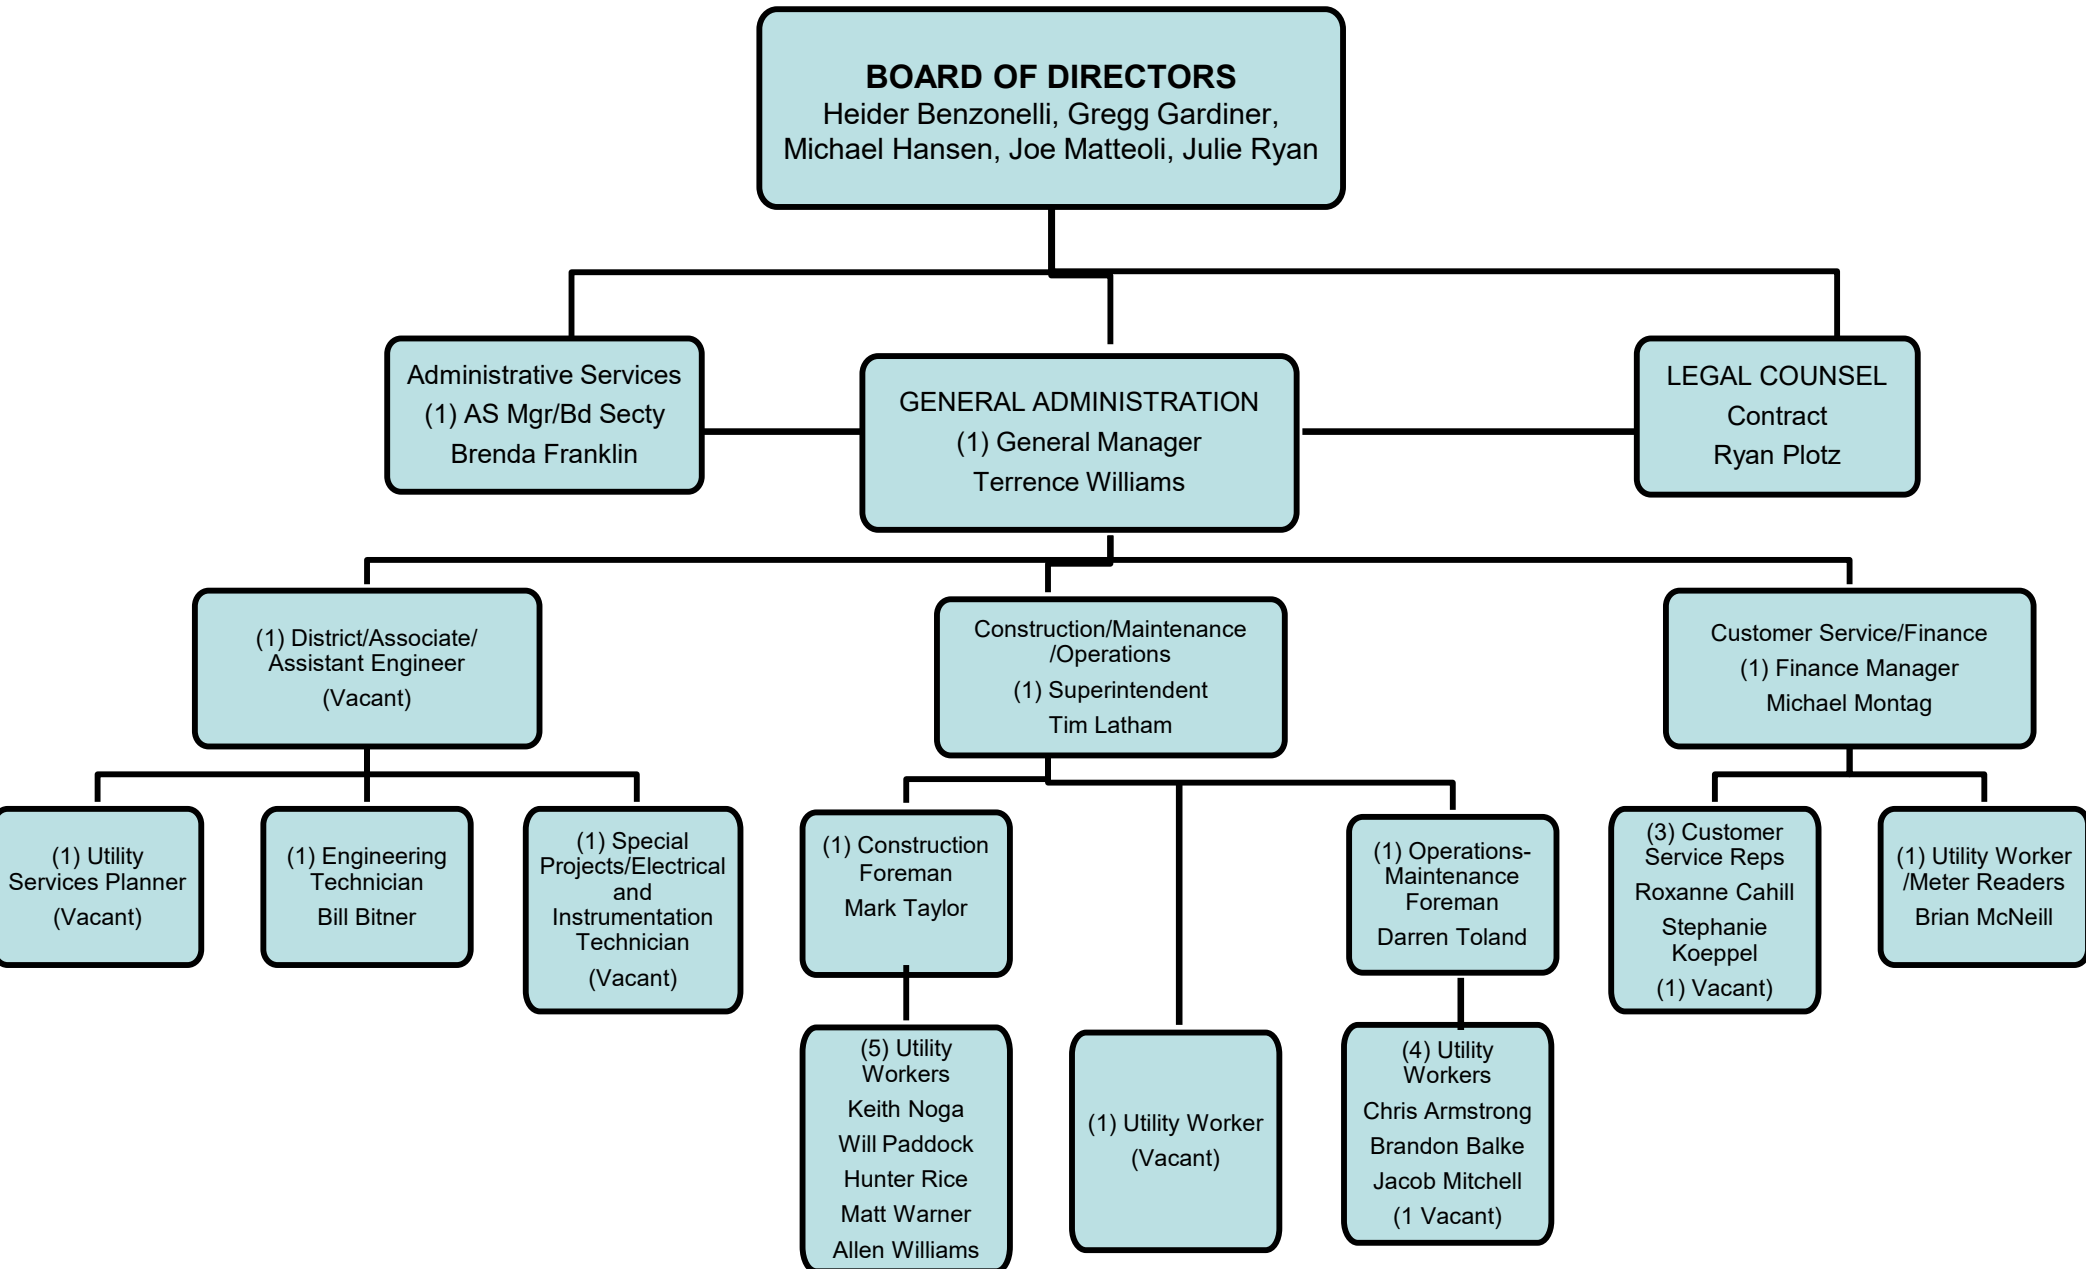 BOARD OF DIRECTORS
Heider Benzonelli, Gregg Gardiner,
Michael Hansen, Joe Matteoli, Julie Ryan
Administrative Services
(1) AS Mgr/Bd Secty
Brenda Franklin
GENERAL ADMINISTRATION
(1) General Manager
Terrence Williams
LEGAL COUNSEL
Contract
Ryan Plotz
(1) District/Associate/
Assistant Engineer
(Vacant)
Construction/Maintenance
/Operations
(1) Superintendent
Tim Latham
Customer Service/Finance
(1) Finance Manager
Michael Montag
(1) Utility
Services Planner
(Vacant)
(1) Engineering
Technician
Bill Bitner
(1) Special
Projects/Electrical
and
Instrumentation
Technician
(Vacant)
(1) Construction
Foreman
Mark Taylor
(1) Operations-
Maintenance
Foreman
Darren Toland
(3) Customer
Service Reps
Roxanne Cahill
Stephanie
Koeppel
(1) Vacant)
(1) Utility Worker
/Meter Readers
Brian McNeill
(5) Utility
Workers
Keith Noga
Will Paddock
Hunter Rice
Matt Warner
Allen Williams
(1) Utility Worker
(Vacant)
(4) Utility
Workers
Chris Armstrong
Brandon Balke
Jacob Mitchell
(1 Vacant)